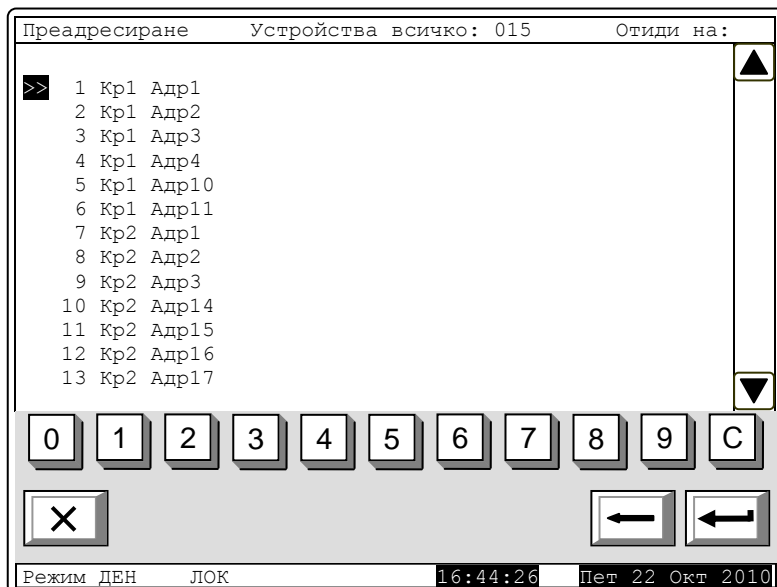 Преадресиране Устройства всичко: 015 Отиди на:
>> 1 Кр1 Адр1
2 Кр1 Адр2
3 Кр1 Адр3
4 Кр1 Адр4
5 Кр1 Адр10
6 Кр1 Адр11
7 Кр2 Адр1
8 Кр2 Адр2
9 Кр2 Адр3
10 Кр2 Адр14
11 Кр2 Адр15
12 Кр2 Адр16
13 Кр2 Адр17
0 1 2 3 4 5 6 7 8 9 C
Режим ДЕН ЛОК 16:44:26 Пет 22 Окт 2010